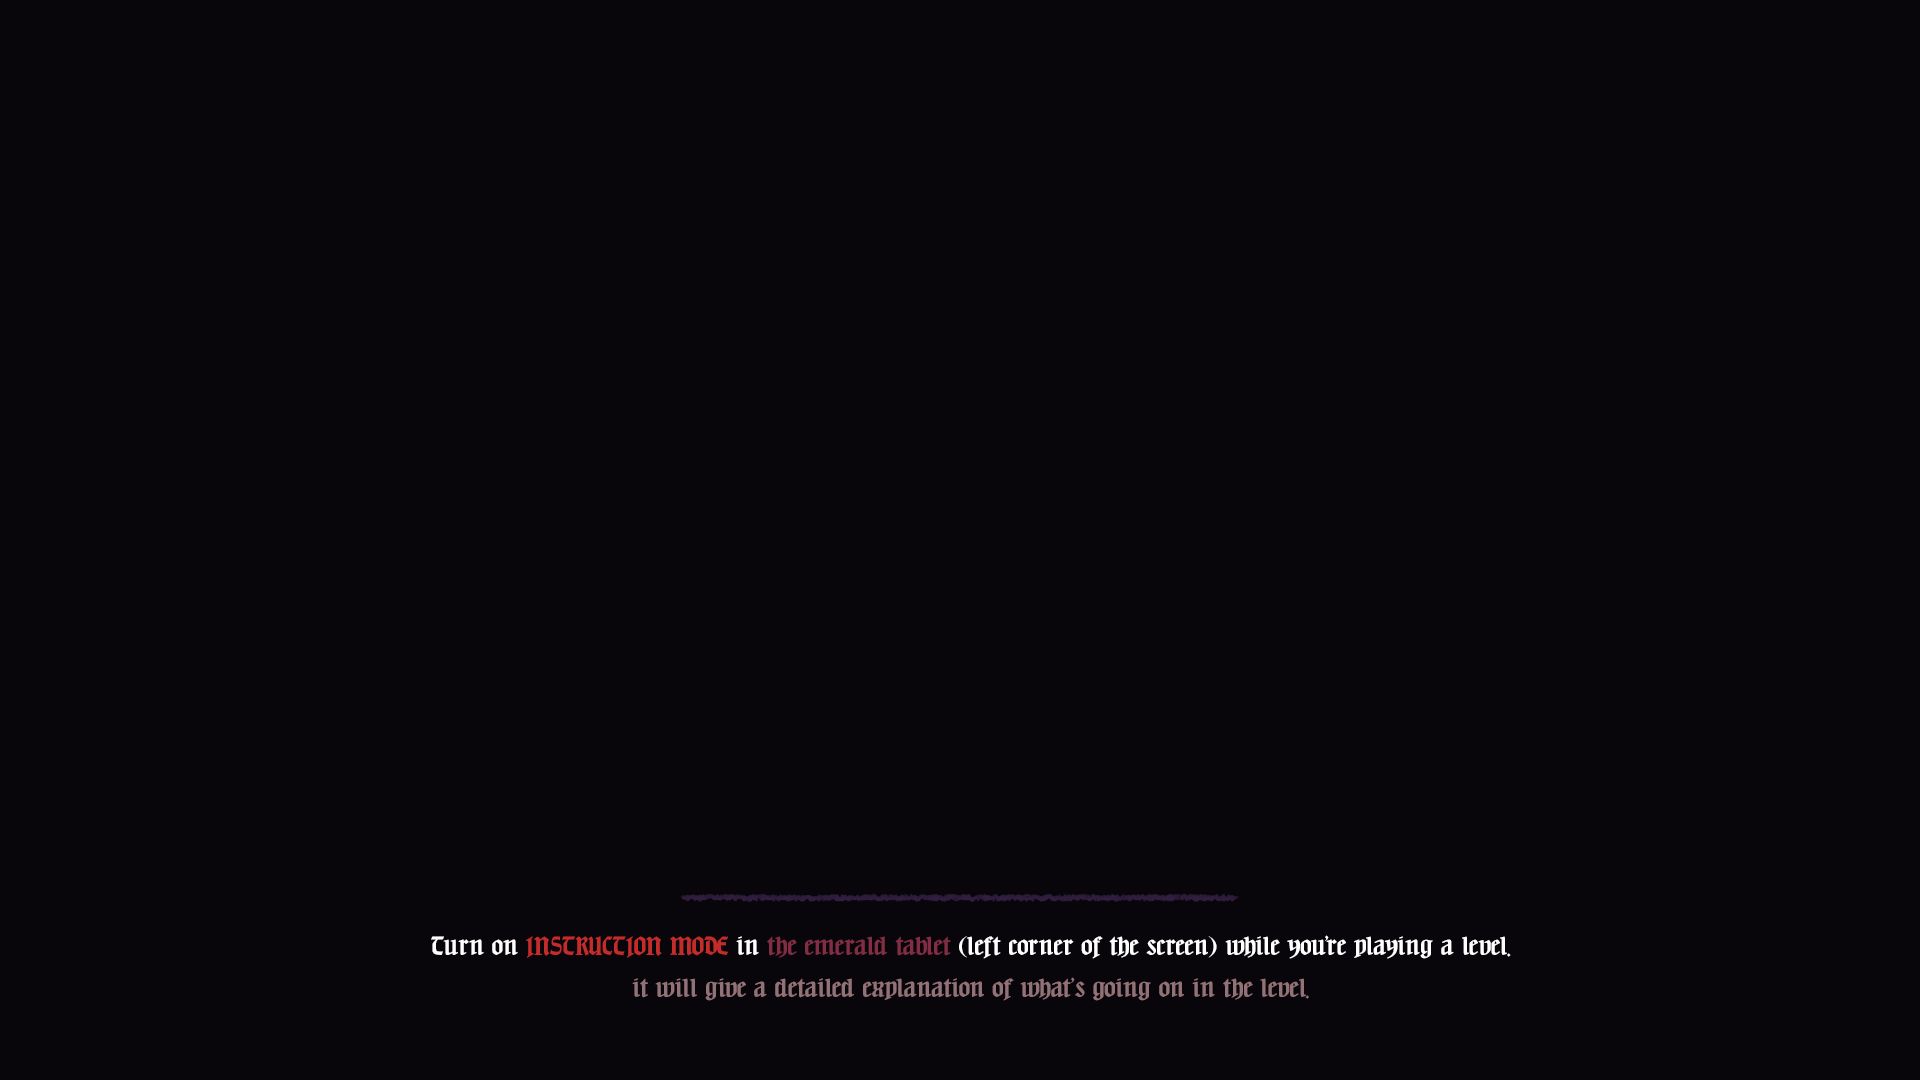 Turn on INSTRUCTION MODE in the emerald tablet (left corner of the screen) while you're playing a level.
it will give a detailed explanation of what's going on in the level.